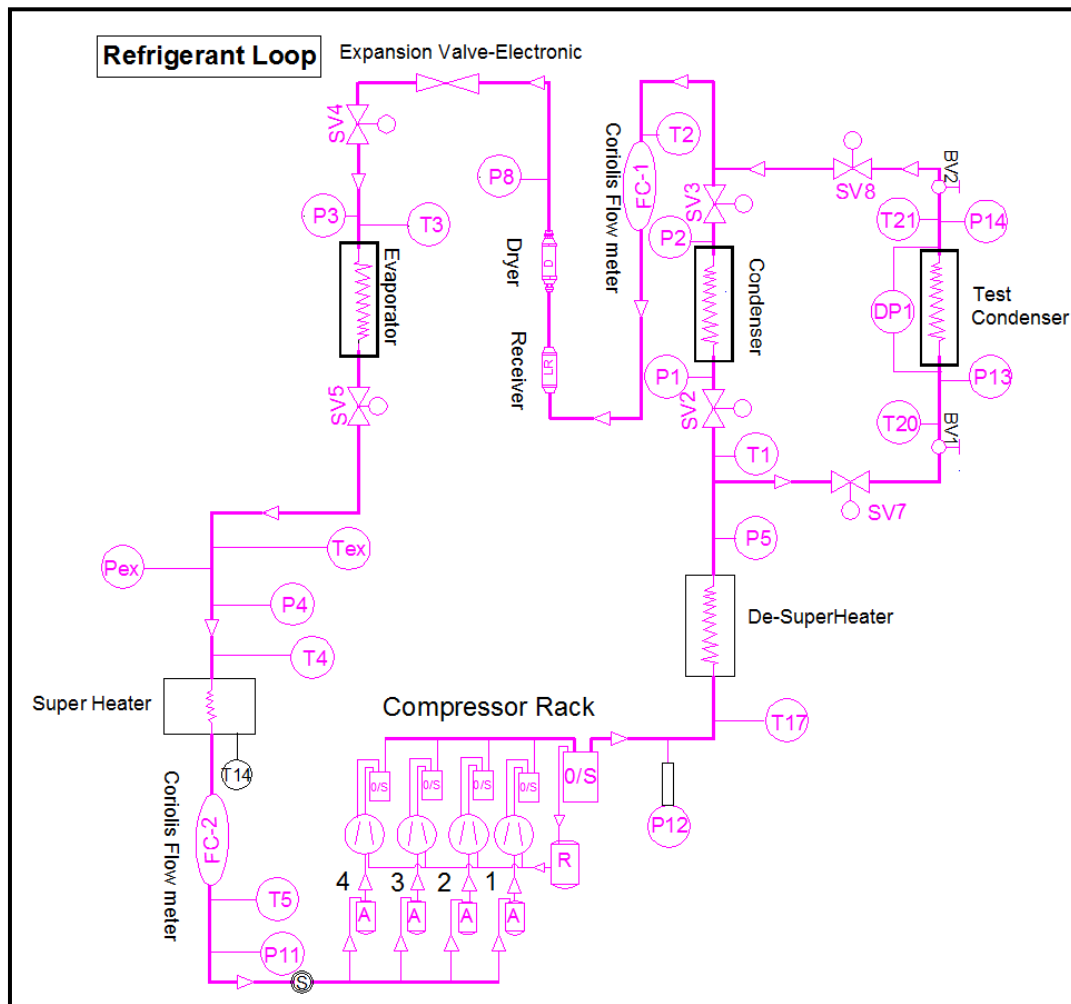 Refrigerant Loop
Expansion Valve-Electronic
SV4
P3
T3
Evaporator
SV5
P8
D
Dryer
LR
Receiver
T2
FC-1
Coriolis Flow meter
SV3
P2
Condenser
P1
SV2
T1
SV8
BV2
T21
P14
DP1
Test
Condenser
P13
T20
BV1
SV7
P5
De-SuperHeater
T17
Pex
Tex
P4
T4
Super Heater
T14
Coriolis Flow meter
FC-2
T5
P11
S
Compressor Rack
0/S
0/S
0/S
0/S
0/S
P12
R
4
3
2
1
A
A
A
A